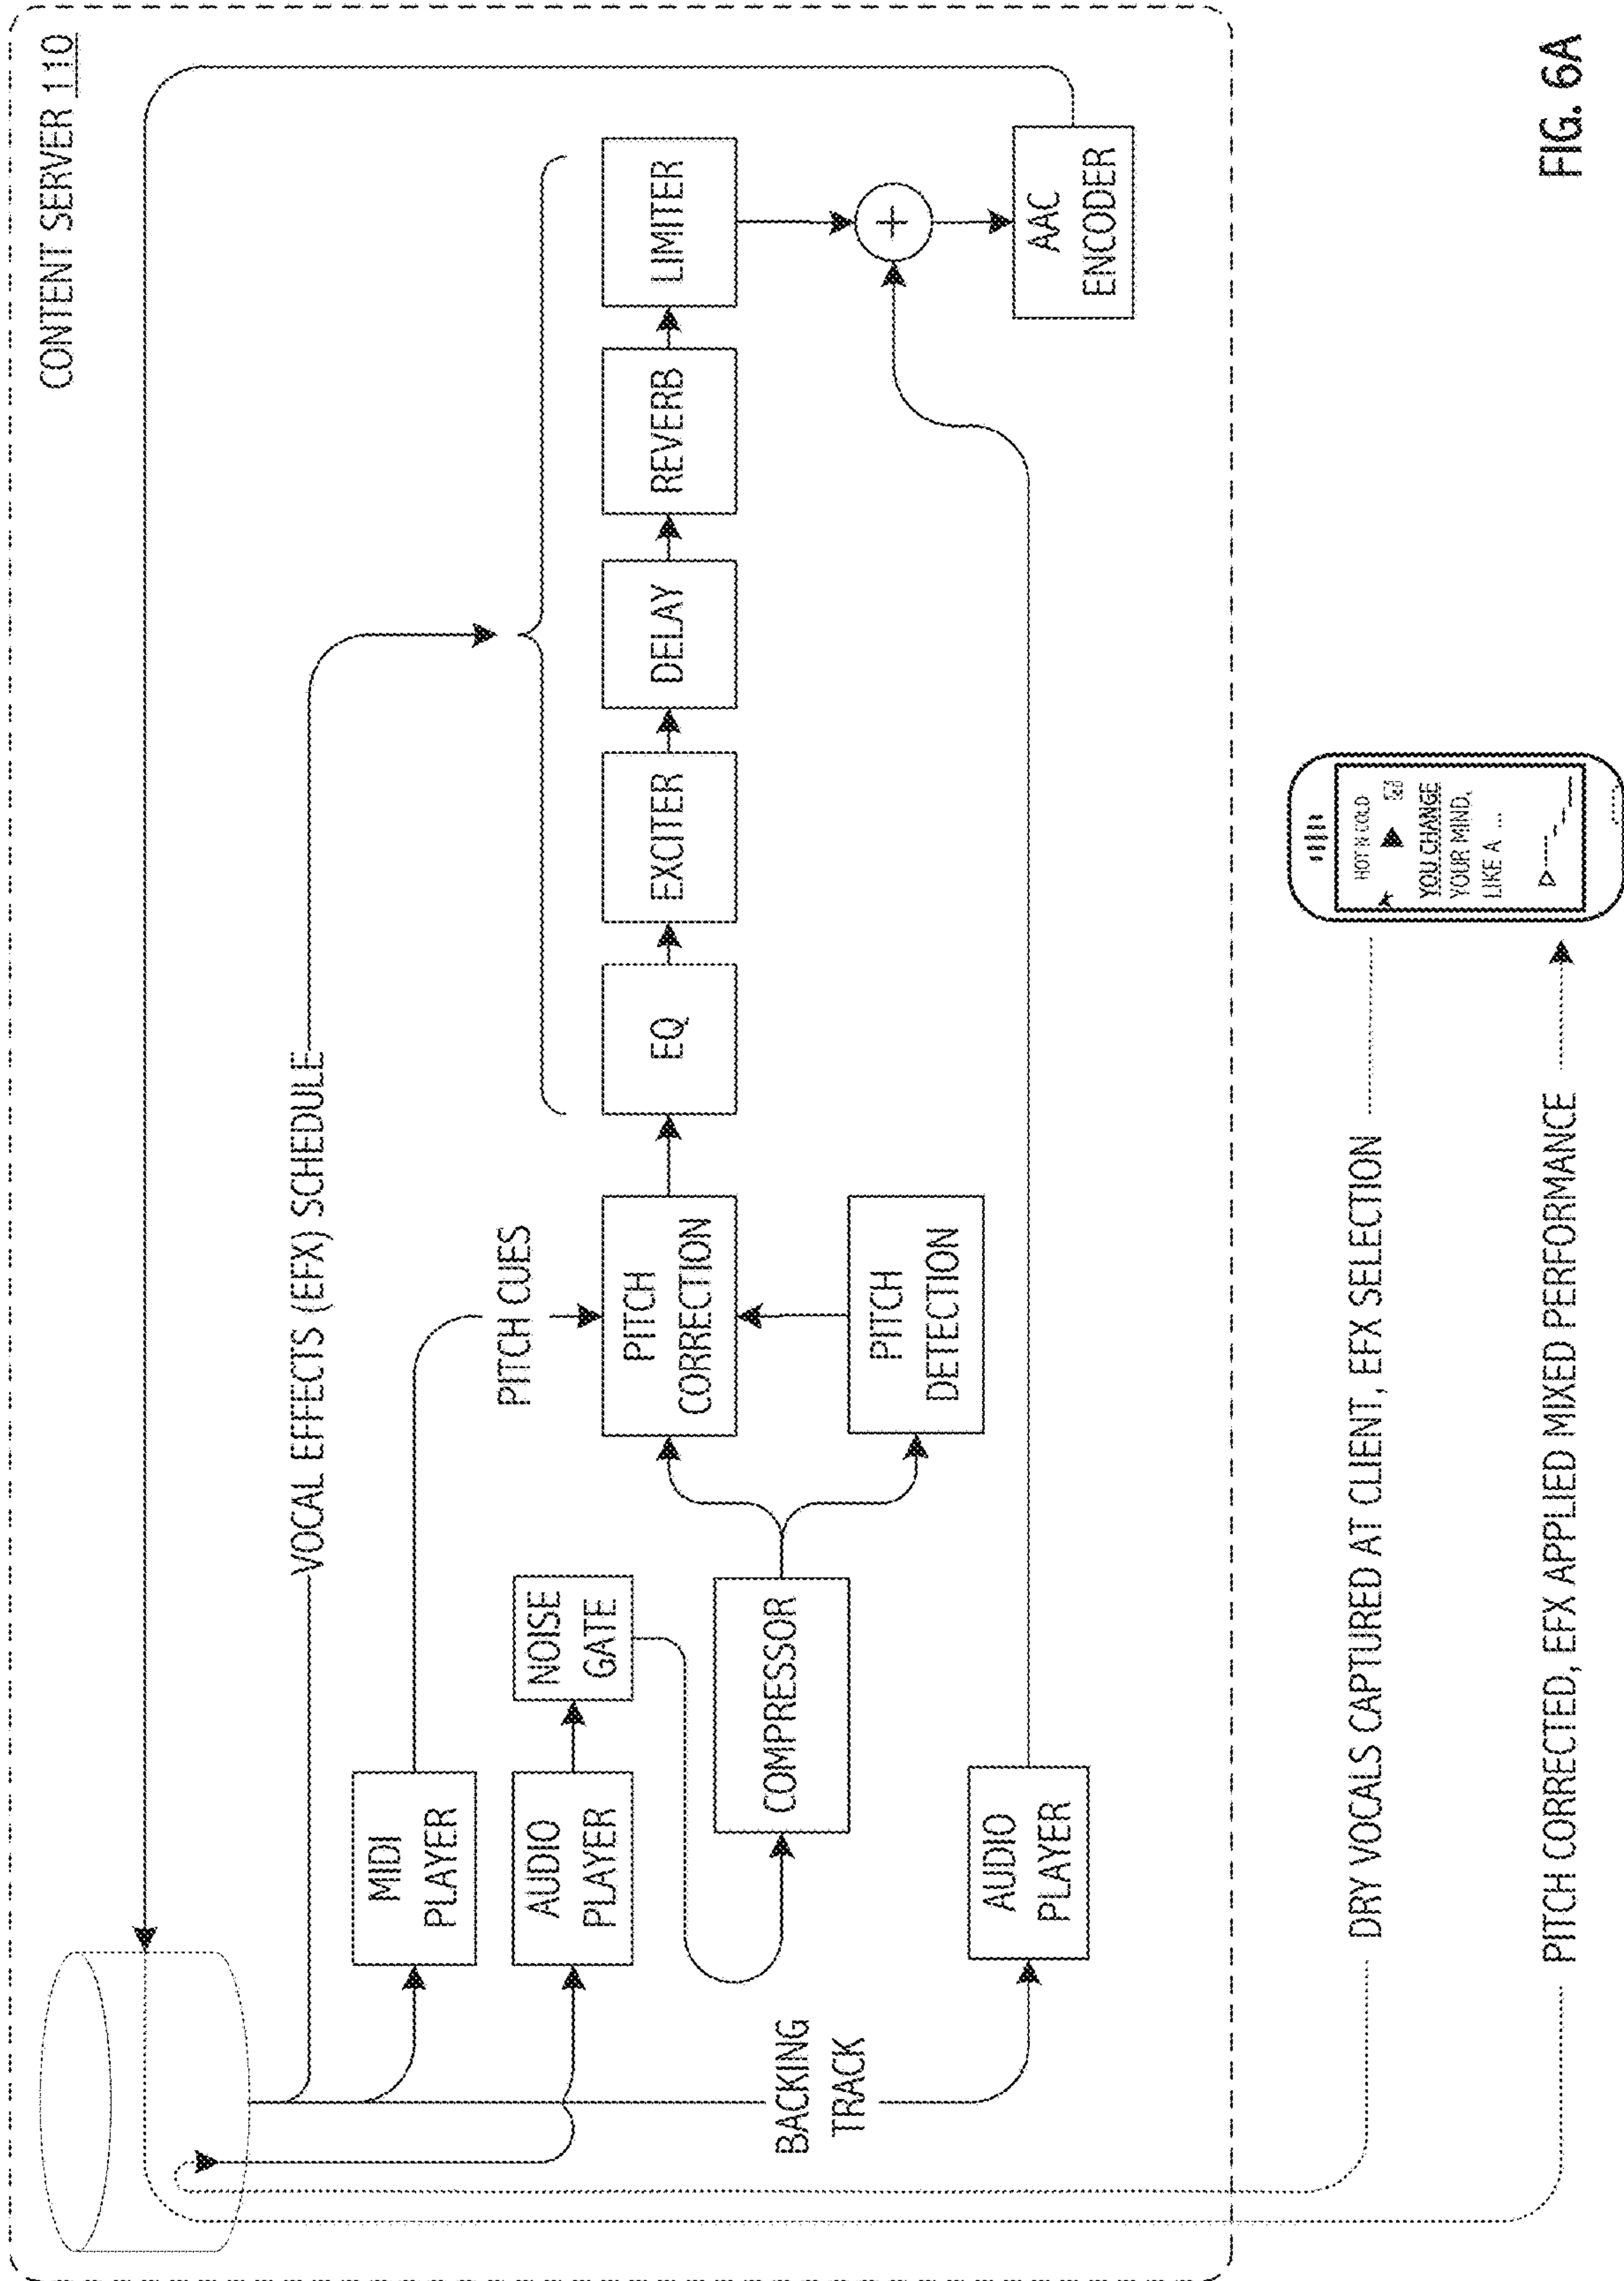 CONTENT SERVER 110
VOCAL EFFECTS (EFX) SCHEDULE
MIDI
PLAYER
PITCH CUES
AUDIO
PLAYER
NOISE
GATE
COMPRESSOR
PITCH
CORRECTION
PITCH
DETECTION
EQ
EXCITER
DELAY
REVERB
LIMITER
+
BACKING
TRACK
AUDIO
PLAYER
AAC
ENCODER
DRY VOCALS CAPTURED AT CLIENT, EFX SELECTION
HOT N COLD
YOU CHANGE
YOUR MIND,
LIKE A ...
PITCH CORRECTED, EFX APPLIED MIXED PERFORMANCE
FIG. 6A